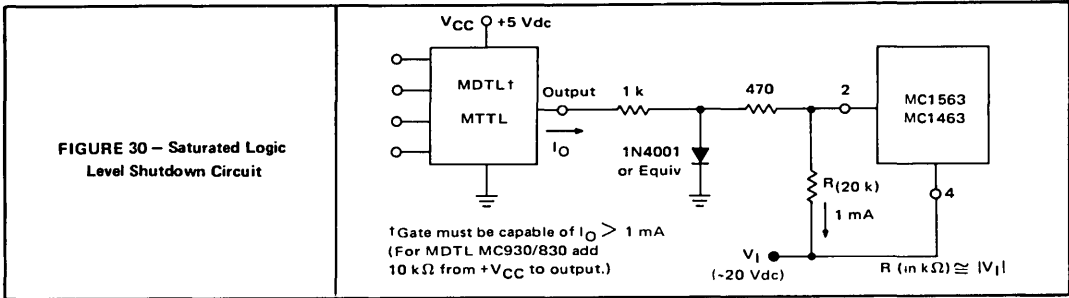 FIGURE 30 – Saturated Logic
Level Shutdown Circuit
VCC +5 Vdc
MDTL†
MTTL
Output
IO
1 k
470
2
MC1563
MC1463
1N4001
or Equiv
R(20 k)
1 mA
4
†Gate must be capable of IO > 1 mA
(For MDTL MC930/830 add
10 kΩ from +VCC to output.)
VI
(~20 Vdc)
R (in kΩ) ≅ |VI|